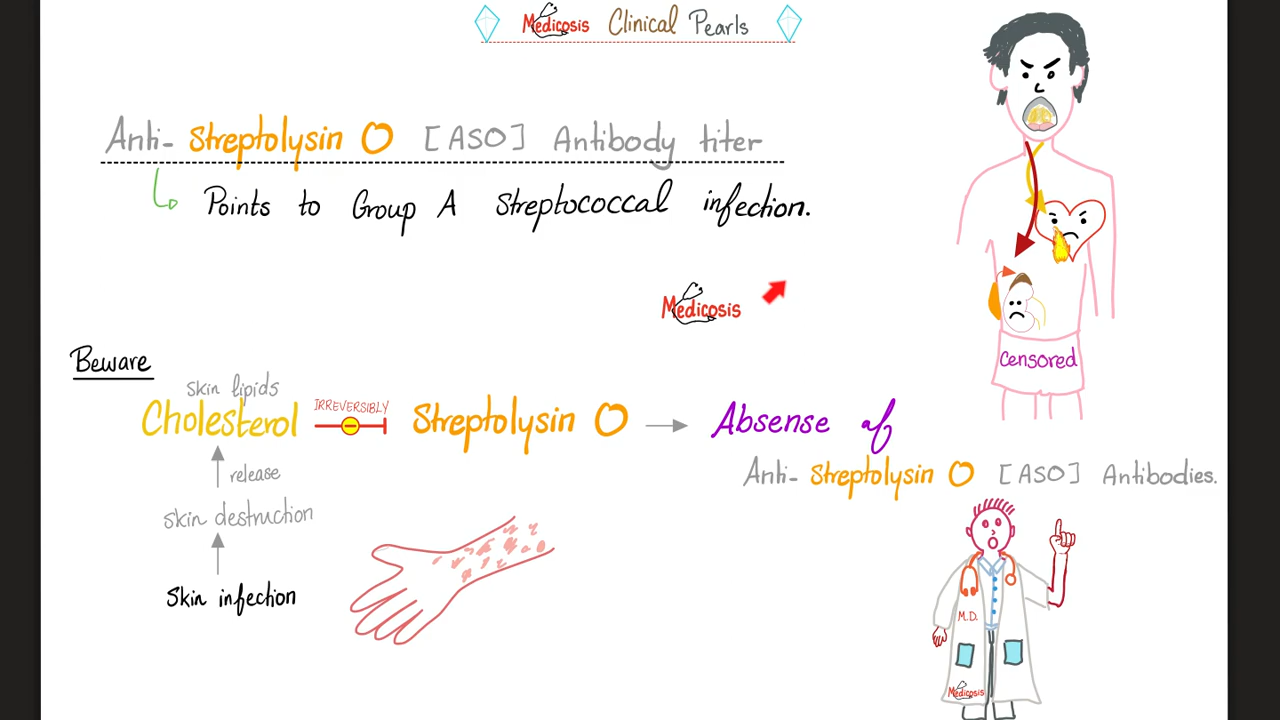 Medicosis Clinical Pearls
Anti-Streptolysin O [ASO] Antibody titer
Points to Group A Streptococcal infection.
Medicosis
Censored
Beware
skin lipids
Cholesterol IRREVERSIBLY Streptolysin O → Absense of
Anti-Streptolysin O [ASO] Antibodies.
release
skin destruction
skin infection
M.D.
Medicosis